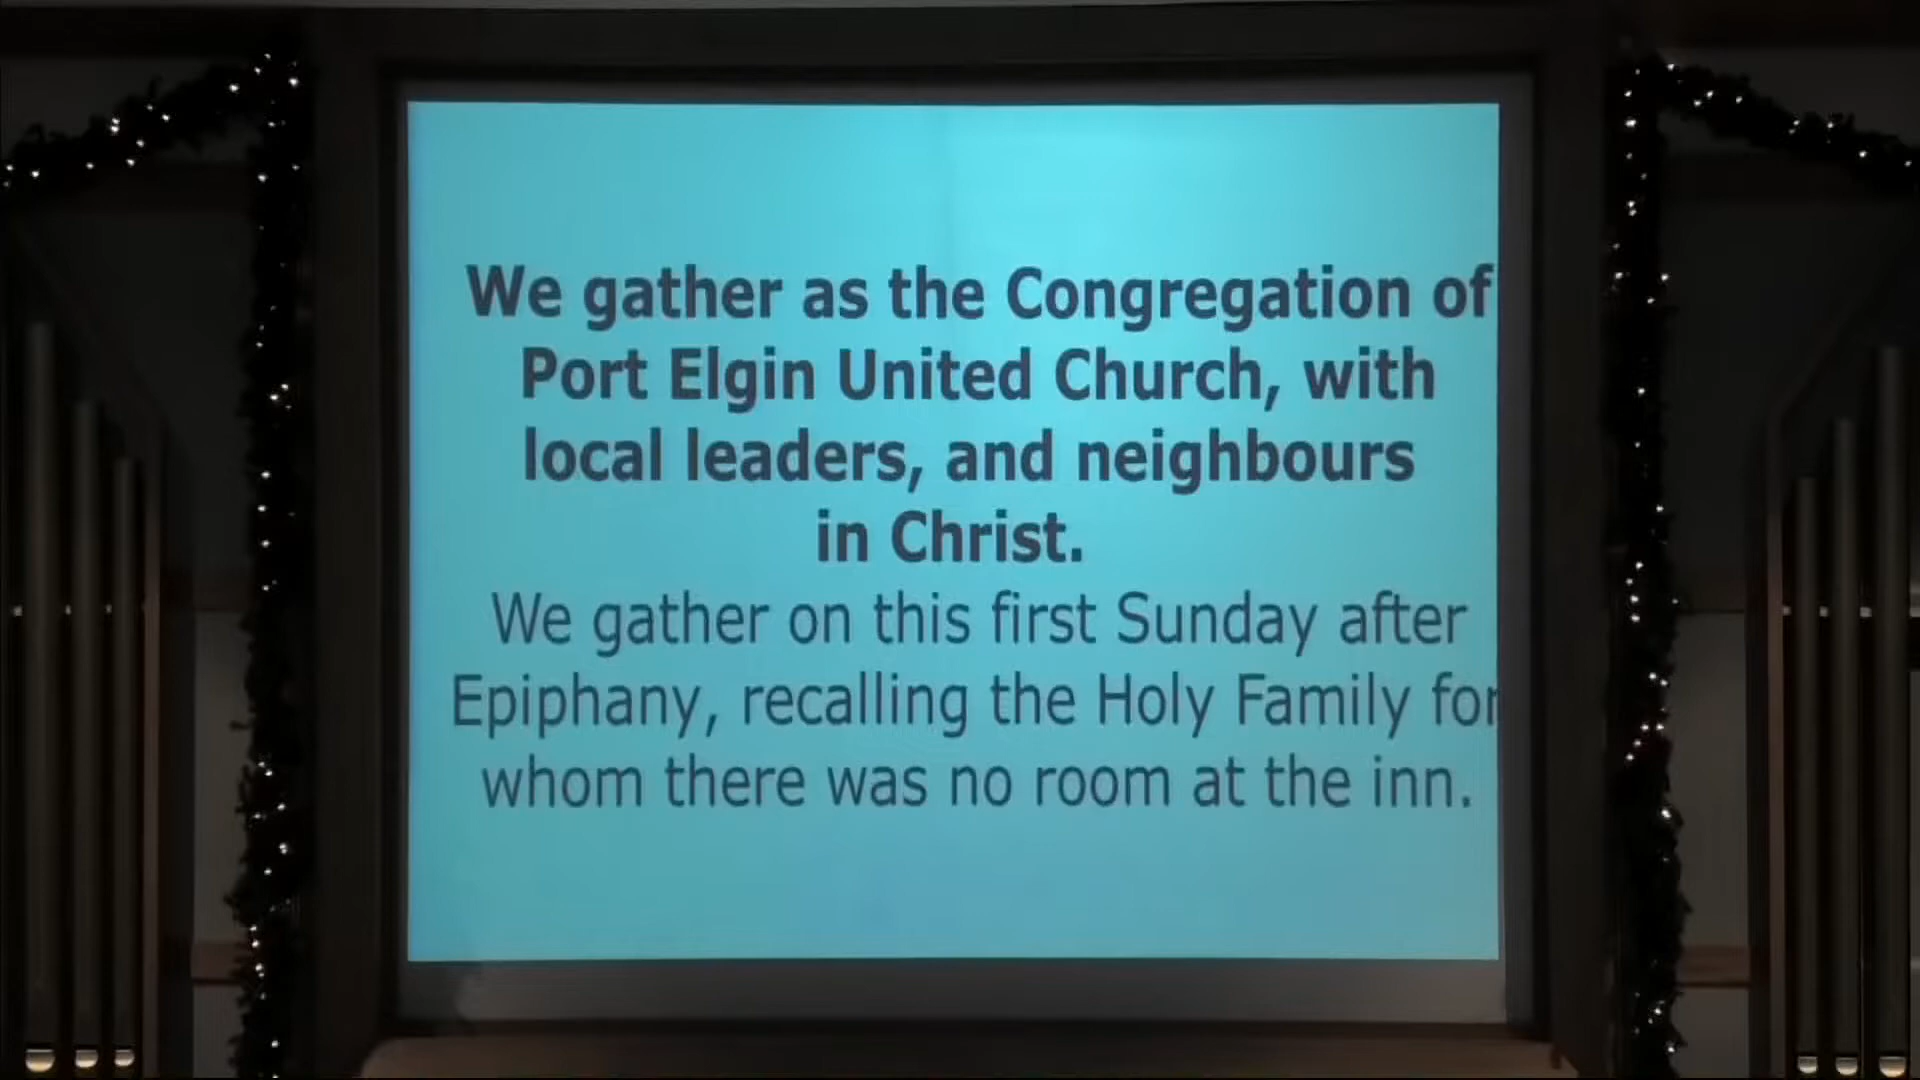 We gather as the Congregation of
Port Elgin United Church, with
local leaders, and neighbours
in Christ.
We gather on this first Sunday after
Epiphany, recalling the Holy Family for
whom there was no room at the inn.